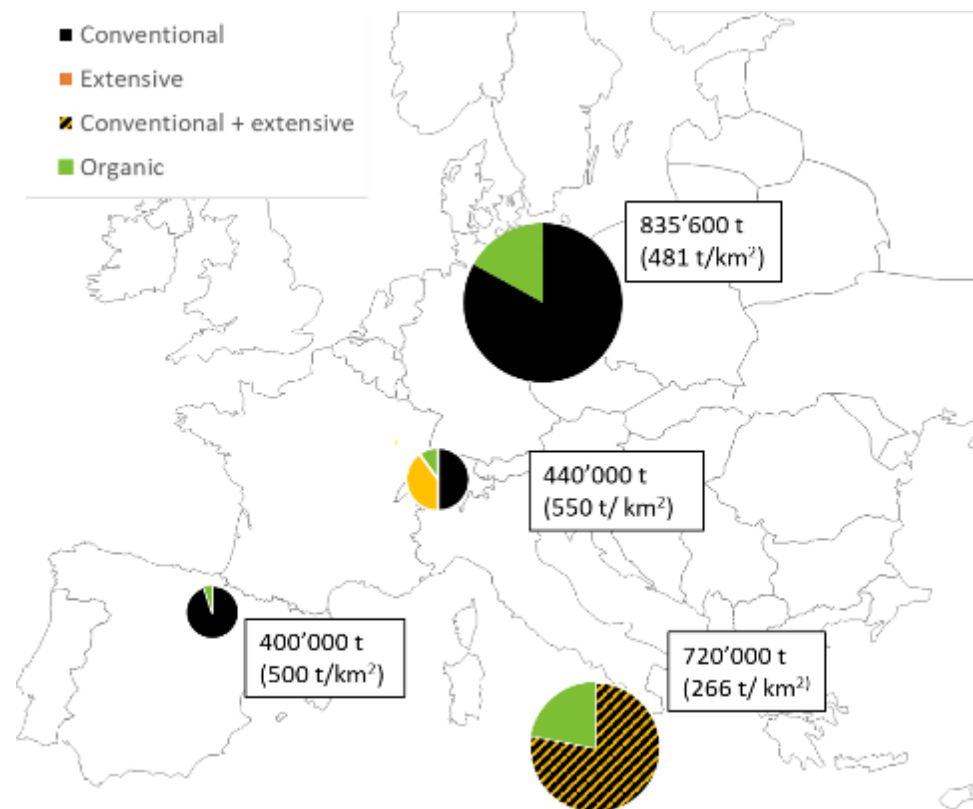 Conventional
Extensive
Conventional + extensive
Organic
835’600 t
(481 t/km²)
440’000 t
(550 t/ km²)
400’000 t
(500 t/km²)
720’000 t
(266 t/ km²⁾